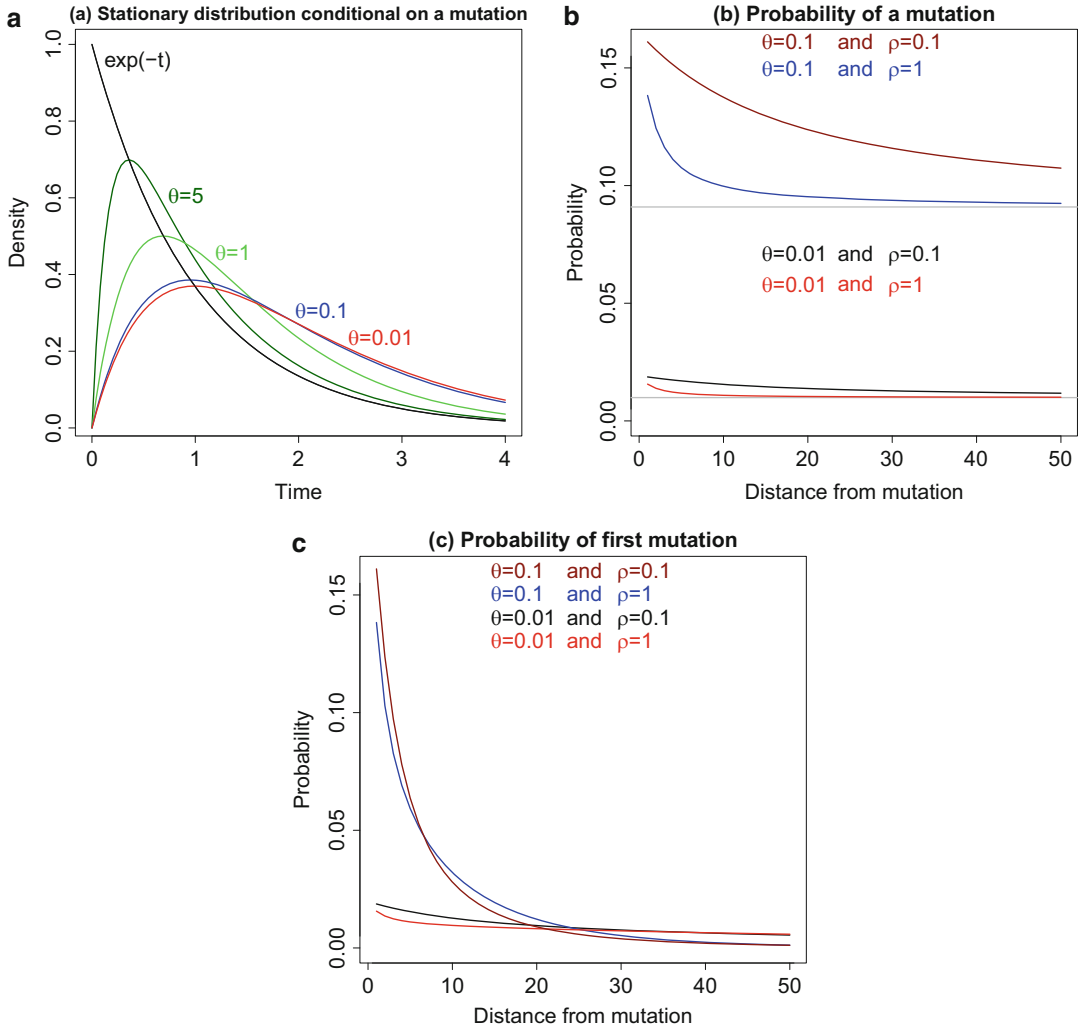 a
(a) Stationary distribution conditional on a mutation
1.0
0.8
0.6
0.4
0.2
0.0
Density
exp(−t)
θ=5
θ=1
θ=0.1
θ=0.01
0 1 2 3 4
Time
b
(b) Probability of a mutation
θ=0.1 and ρ=0.1
θ=0.1 and ρ=1
θ=0.01 and ρ=0.1
θ=0.01 and ρ=1
0.15
0.10
0.05
0.00
Probability
0 10 20 30 40 50
Distance from mutation
c
(c) Probability of first mutation
θ=0.1 and ρ=0.1
θ=0.1 and ρ=1
θ=0.01 and ρ=0.1
θ=0.01 and ρ=1
0.15
0.10
0.05
0.00
Probability
0 10 20 30 40 50
Distance from mutation